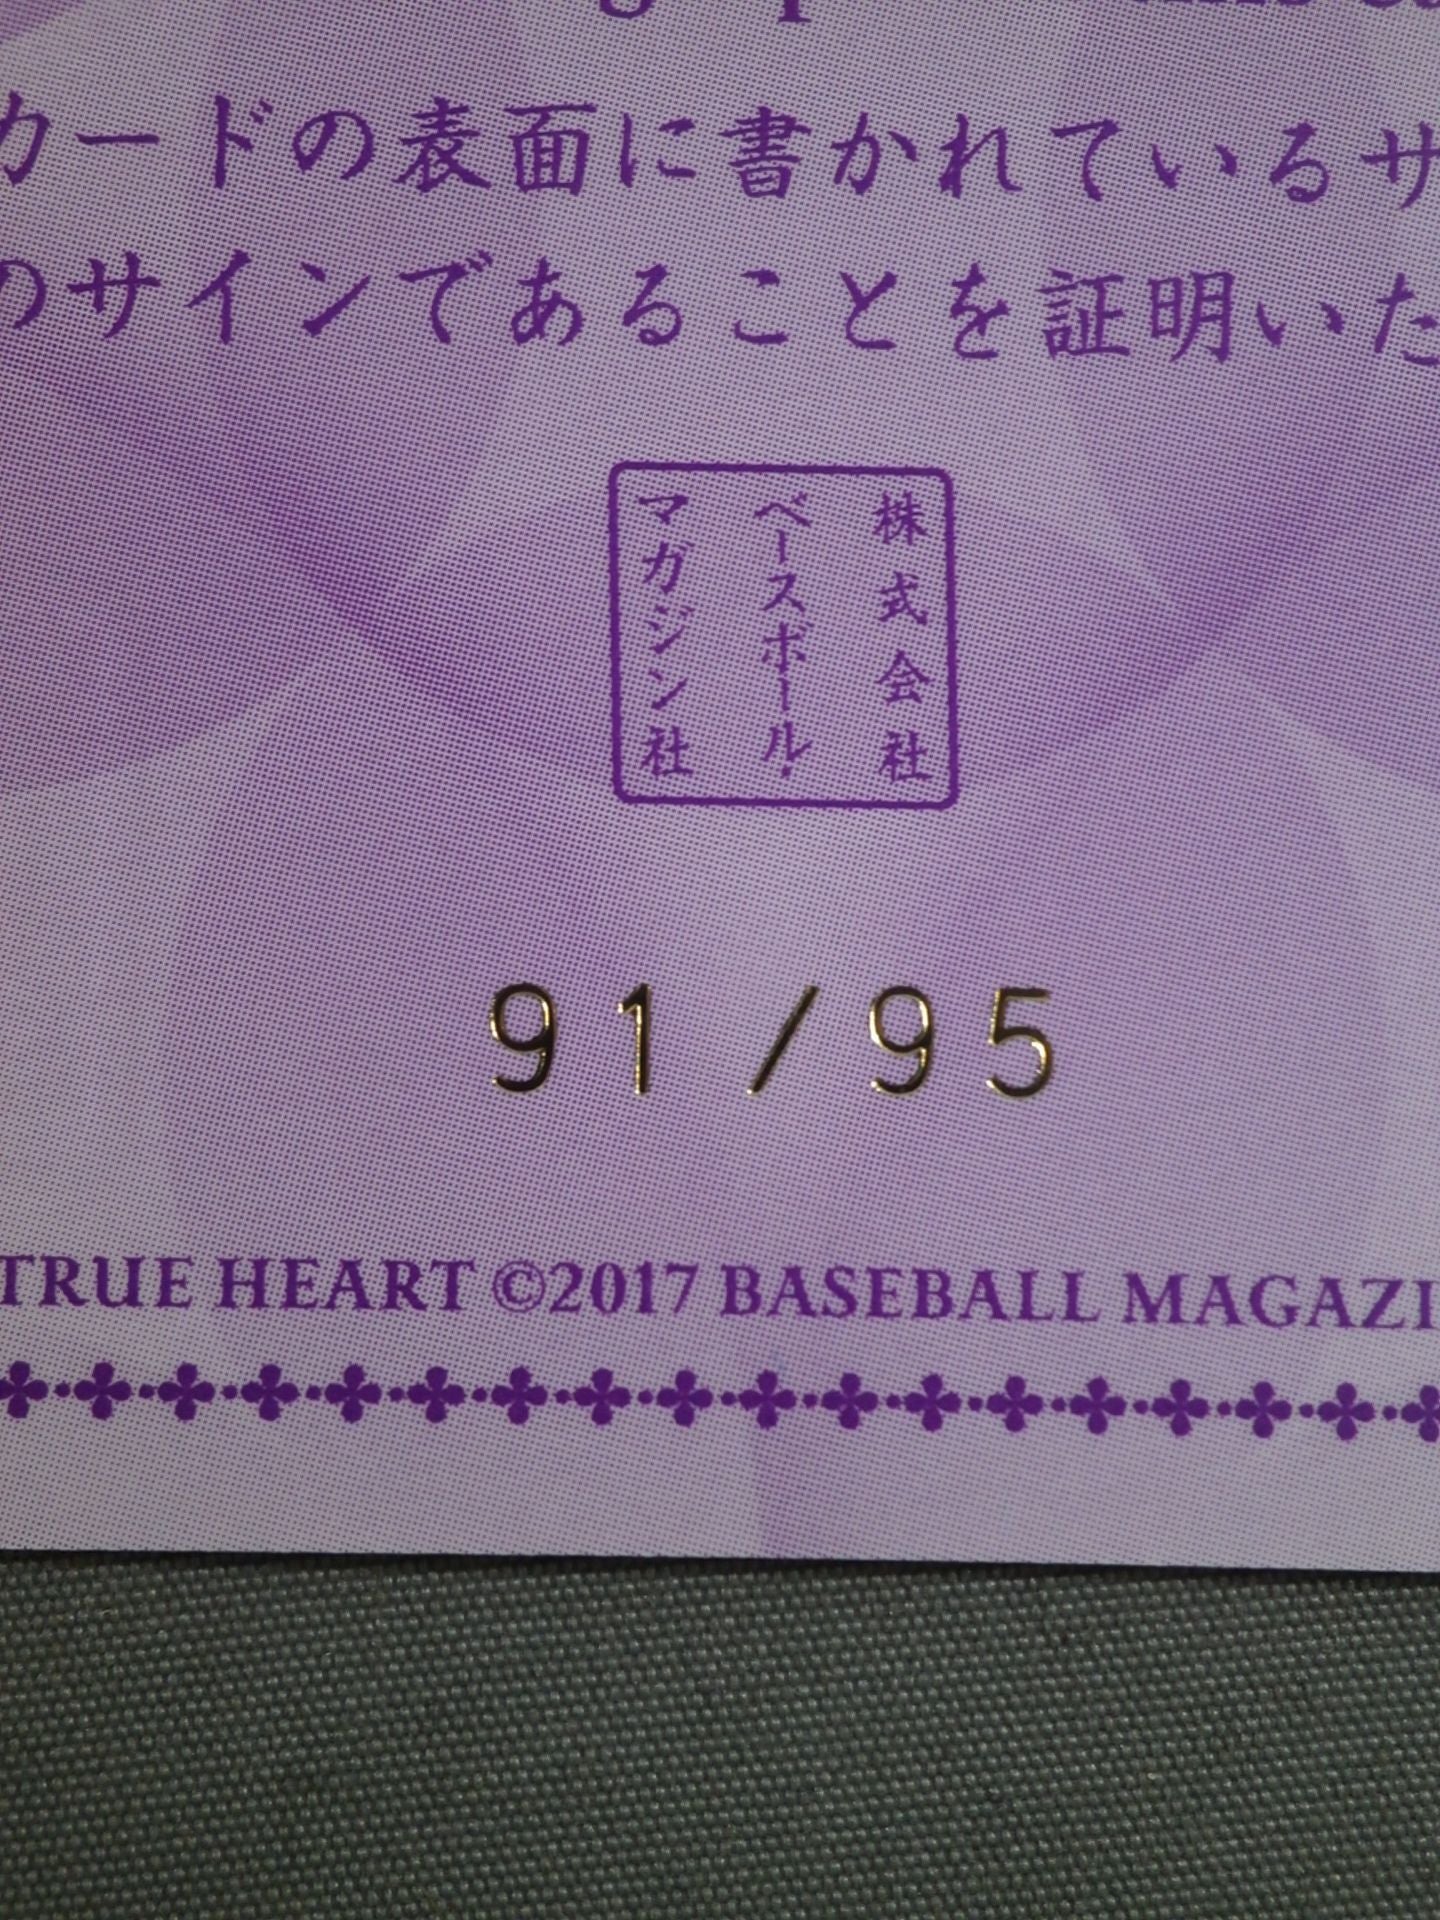 カードの表面に書かれているサ
のサインであることを証明いた
株式会社
ベースボール・
マガジン社
91/95
TRUE HEART ©2017 BASEBALL MAGAZI